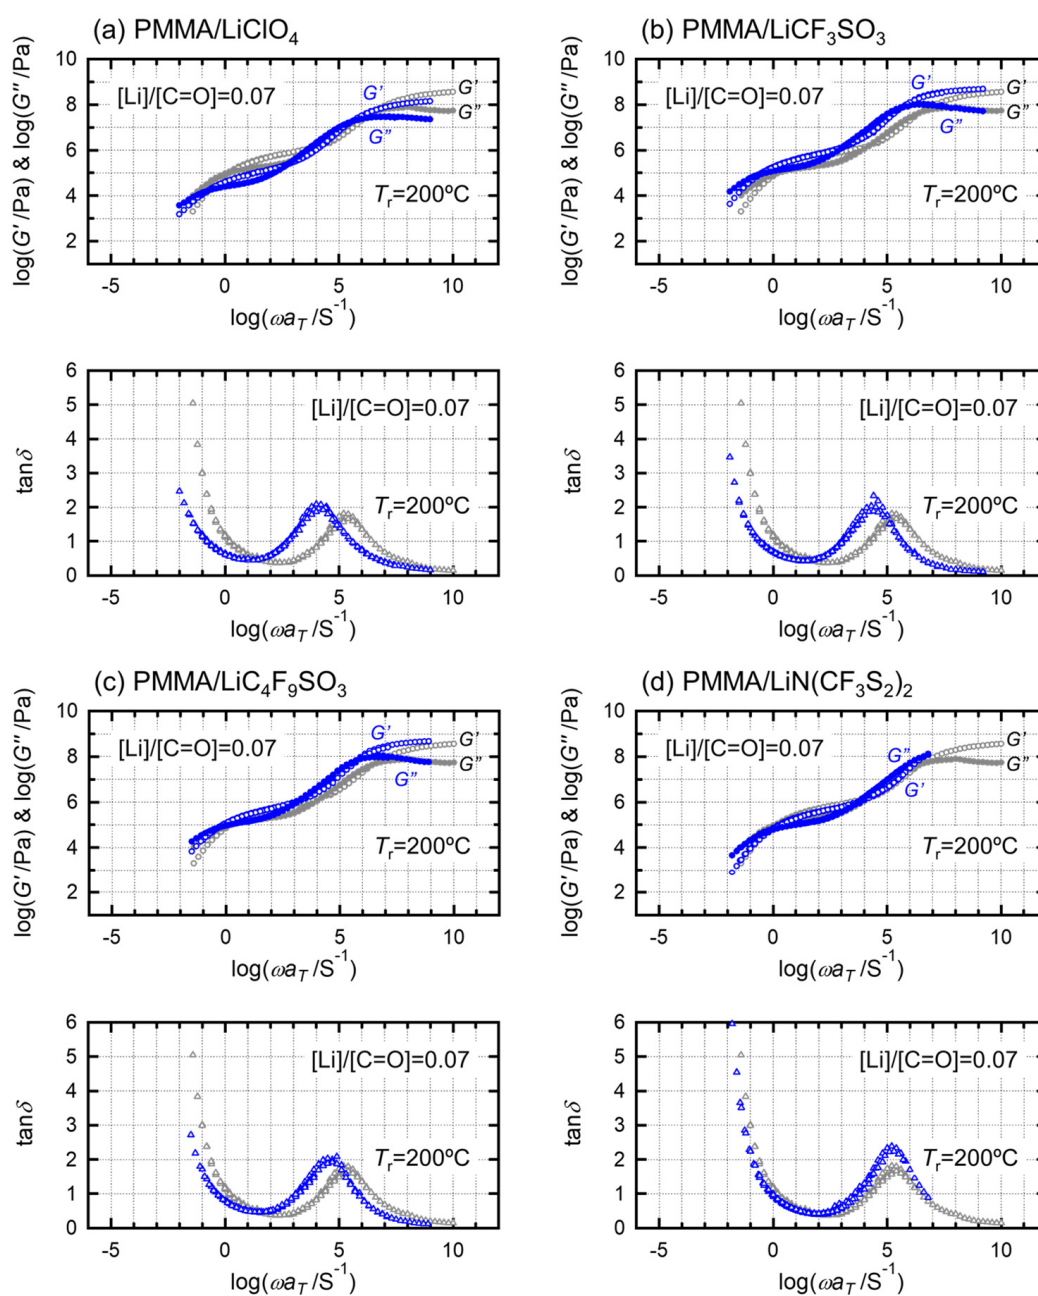 (a) PMMA/LiClO₄
log(G′/Pa) & log(G″/Pa)
10
8
6
4
2
[Li]/[C=O]=0.07
G′
G″
G′
G″
Tᵣ=200ºC
-5
0
5
10
log(ωa_T/S⁻¹)
(b) PMMA/LiCF₃SO₃
log(G′/Pa) & log(G″/Pa)
10
8
6
4
2
[Li]/[C=O]=0.07
G′
G″
G′
G″
Tᵣ=200ºC
-5
0
5
10
log(ωa_T/S⁻¹)
tanδ
6
5
4
3
2
1
0
[Li]/[C=O]=0.07
Tᵣ=200ºC
-5
0
5
10
log(ωa_T/S⁻¹)
tanδ
6
5
4
3
2
1
0
[Li]/[C=O]=0.07
Tᵣ=200ºC
-5
0
5
10
log(ωa_T/S⁻¹)
(c) PMMA/LiC₄F₉SO₃
log(G′/Pa) & log(G″/Pa)
10
8
6
4
2
[Li]/[C=O]=0.07
G′
G″
G′
G″
Tᵣ=200ºC
-5
0
5
10
log(ωa_T/S⁻¹)
(d) PMMA/LiN(CF₃S₂)₂
log(G′/Pa) & log(G″/Pa)
10
8
6
4
2
[Li]/[C=O]=0.07
G″
G′
G′
G″
Tᵣ=200ºC
-5
0
5
10
log(ωa_T/S⁻¹)
tanδ
6
5
4
3
2
1
0
[Li]/[C=O]=0.07
Tᵣ=200ºC
-5
0
5
10
log(ωa_T/S⁻¹)
tanδ
6
5
4
3
2
1
0
[Li]/[C=O]=0.07
Tᵣ=200ºC
-5
0
5
10
log(ωa_T/S⁻¹)